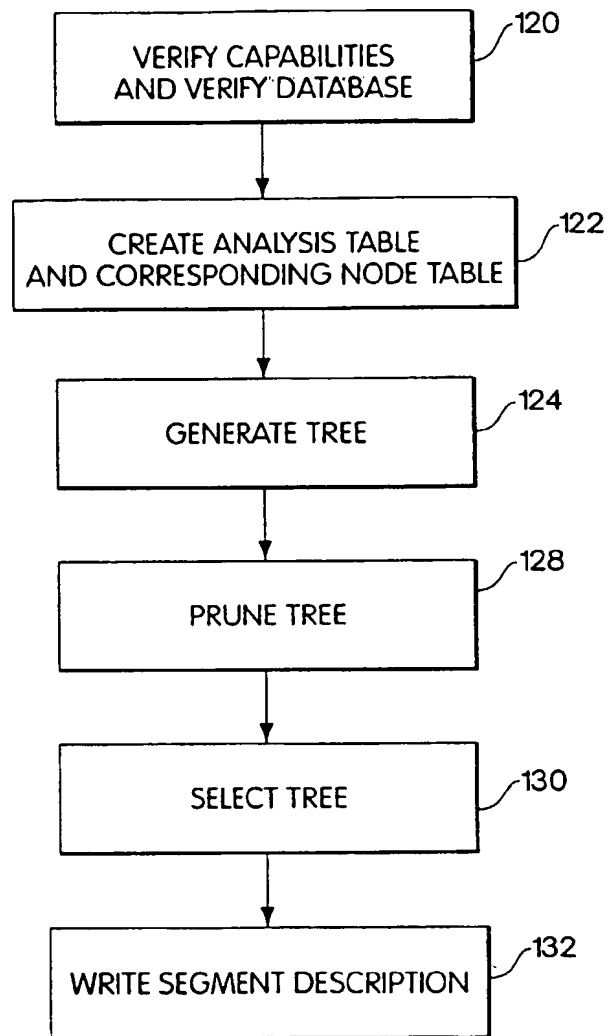 120
VERIFY CAPABILITIES
AND VERIFY DATABASE
122
CREATE ANALYSIS TABLE
AND CORRESPONDING NODE TABLE
124
GENERATE TREE
128
PRUNE TREE
SELECT TREE
130
WRITE SEGMENT DESCRIPTION
132